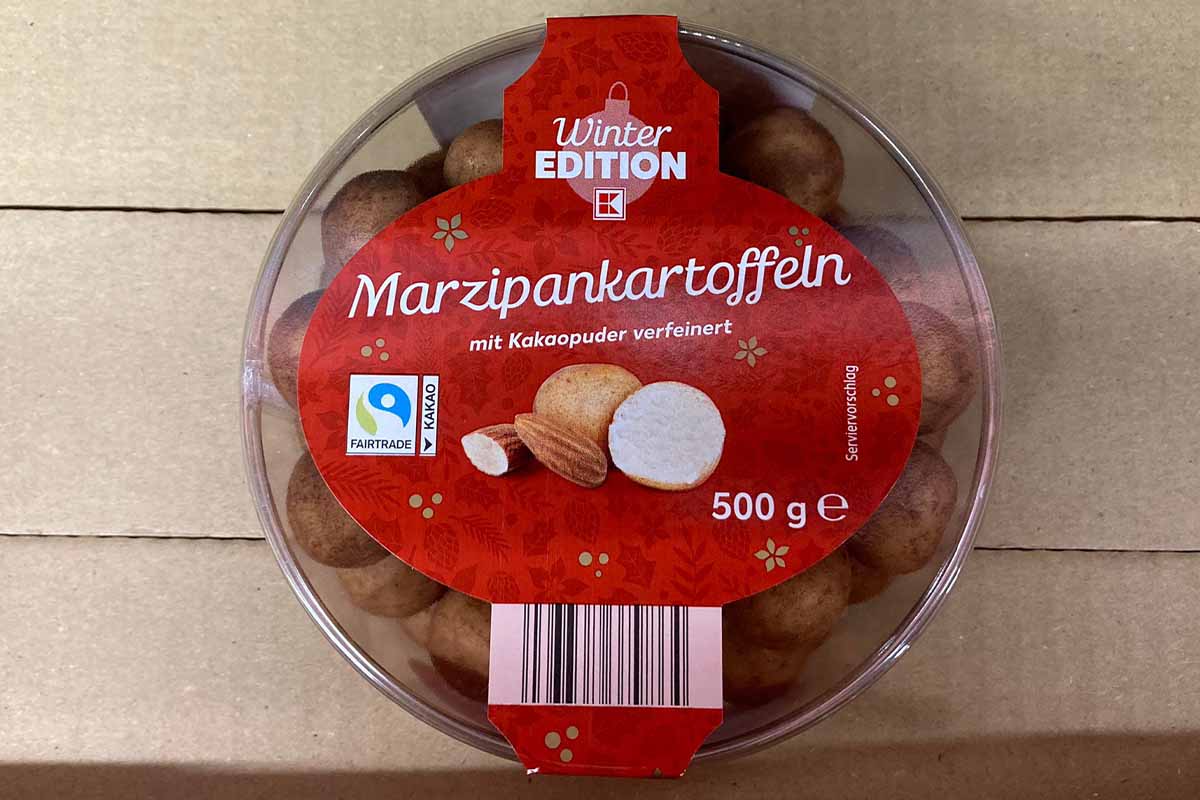 Winter
EDITION
K
Marzipankartoffeln
mit Kakaopuder verfeinert
FAIRTRADE
KAKAO
Serviervorschlag
500 g ℮